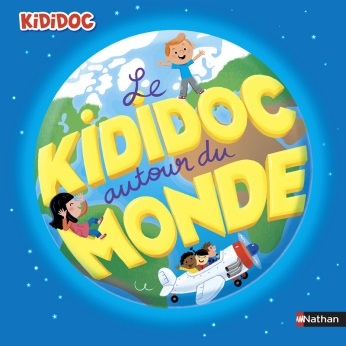 KiDiDOC
Le
KiDiDOC
autour du
MONDE
Nathan